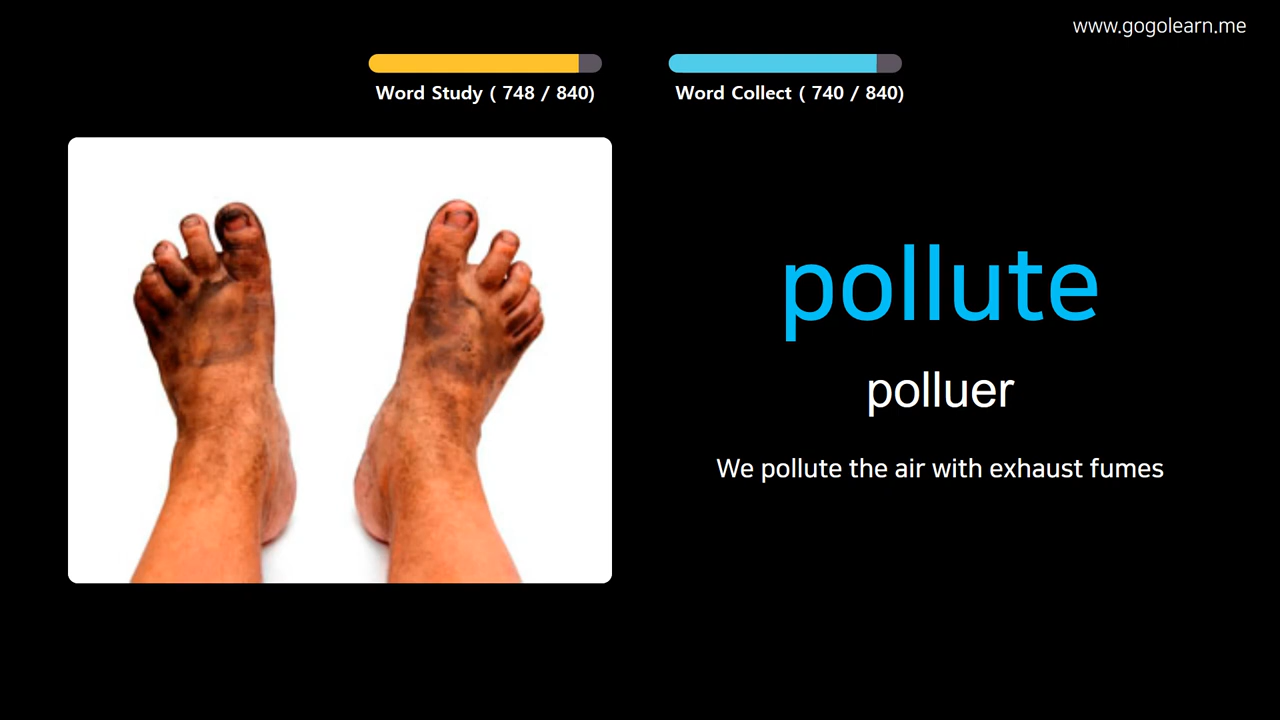 www.gogolearn.me
Word Study ( 748 / 840)
Word Collect ( 740 / 840)
pollute
polluer
We pollute the air with exhaust fumes